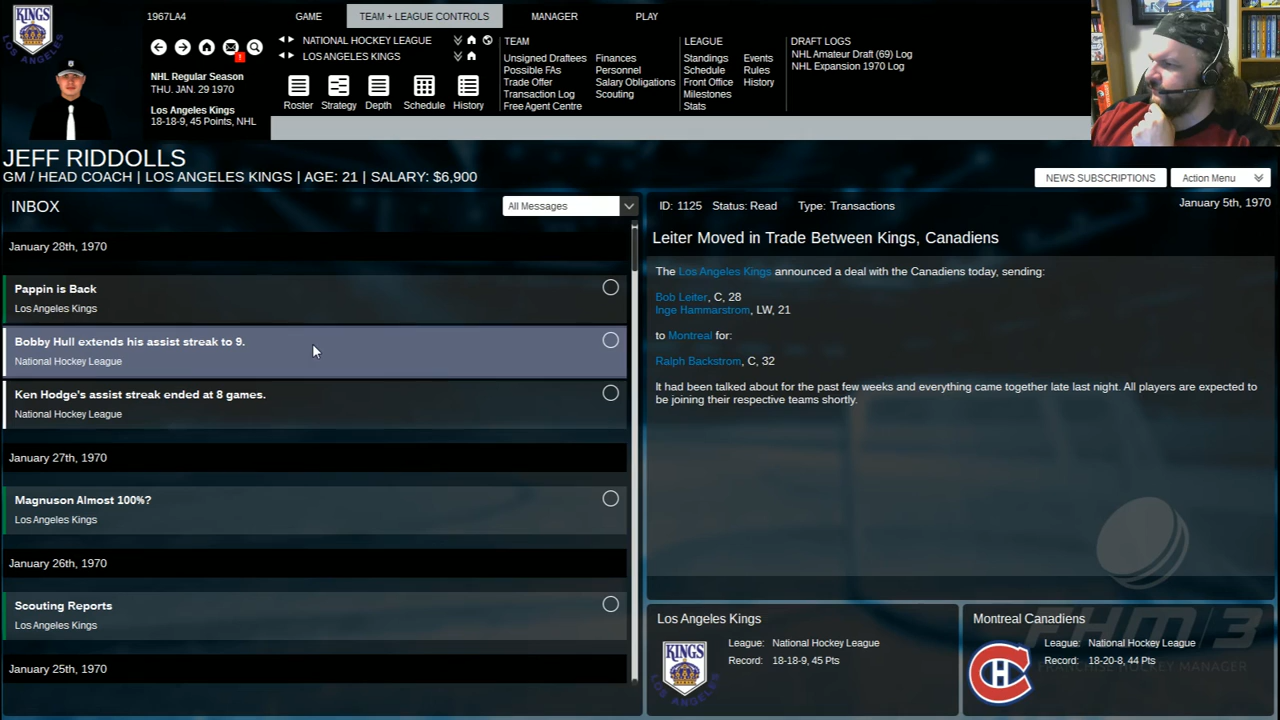 KINGS
LOS ANGELES
1967LA4
GAME
TEAM + LEAGUE CONTROLS
MANAGER
PLAY
NHL Regular Season
THU. JAN. 29 1970
Los Angeles Kings
18-18-9, 45 Points, NHL
NATIONAL HOCKEY LEAGUE
LOS ANGELES KINGS
Roster
Strategy
Depth
Schedule
History
TEAM
Unsigned Draftees
Finances
Possible FAs
Personnel
Trade Offer
Salary Obligations
Transaction Log
Scouting
Free Agent Centre
LEAGUE
Standings
Events
Schedule
Rules
Front Office
History
Milestones
Stats
DRAFT LOGS
NHL Amateur Draft (69) Log
NHL Expansion 1970 Log
JEFF RIDDOLLS
GM / HEAD COACH | LOS ANGELES KINGS | AGE: 21 | SALARY: $6,900
NEWS SUBSCRIPTIONS
Action Menu
INBOX
All Messages
January 28th, 1970
Pappin is Back
Los Angeles Kings
Bobby Hull extends his assist streak to 9.
National Hockey League
Ken Hodge's assist streak ended at 8 games.
National Hockey League
January 27th, 1970
Magnuson Almost 100%?
Los Angeles Kings
January 26th, 1970
Scouting Reports
Los Angeles Kings
January 25th, 1970
ID: 1125 Status: Read Type: Transactions
January 5th, 1970
Leiter Moved in Trade Between Kings, Canadiens
The Los Angeles Kings announced a deal with the Canadiens today, sending:
Bob Leiter, C, 28
Inge Hammarstrom, LW, 21
to Montreal for:
Ralph Backstrom, C, 32
It had been talked about for the past few weeks and everything came together late last night. All players are expected to
be joining their respective teams shortly.
Los Angeles Kings
KINGS
LOS ANGELES
League: National Hockey League
Record: 18-18-9, 45 Pts
Montreal Canadiens
League: National Hockey League
Record: 18-20-8, 44 Pts
FHM/3
FRANCHISE HOCKEY MANAGER